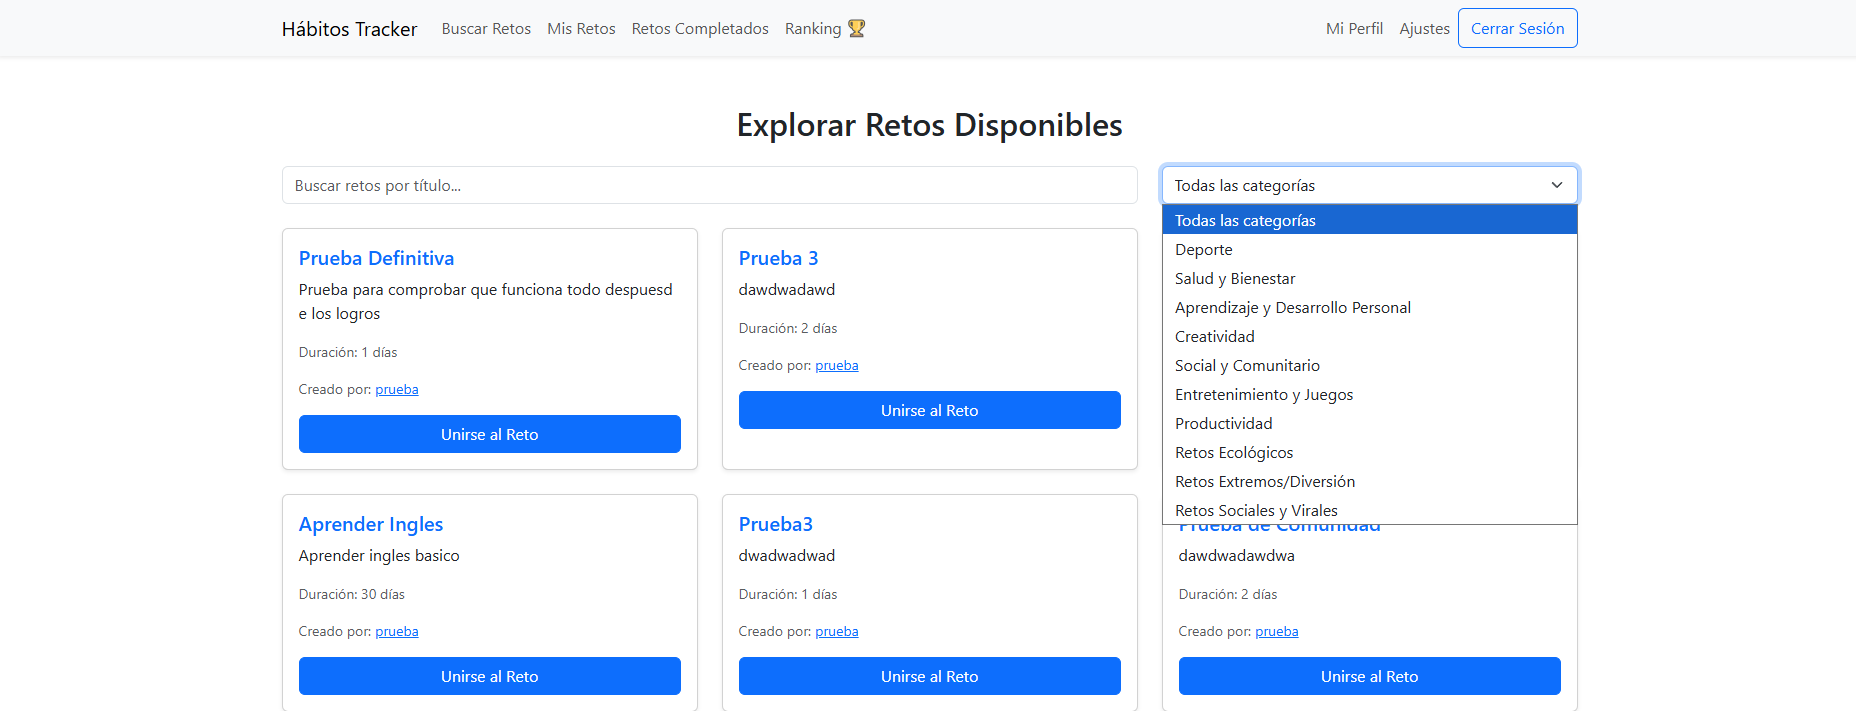 Hábitos Tracker Buscar Retos Mis Retos Retos Completados Ranking 🏆 Mi Perfil Ajustes Cerrar Sesión
Explorar Retos Disponibles
Buscar retos por título...
Todas las categorías
Todas las categorías
Deporte
Salud y Bienestar
Aprendizaje y Desarrollo Personal
Creatividad
Social y Comunitario
Entretenimiento y Juegos
Productividad
Retos Ecológicos
Retos Extremos/Diversión
Retos Sociales y Virales
Prueba Definitiva
Prueba para comprobar que funciona todo despuesd
e los logros
Duración: 1 días
Creado por: prueba
Unirse al Reto
Prueba 3
dawdwadawd
Duración: 2 días
Creado por: prueba
Unirse al Reto
Aprender Ingles
Aprender ingles basico
Duración: 30 días
Creado por: prueba
Unirse al Reto
Prueba3
dwadwadwad
Duración: 1 días
Creado por: prueba
Unirse al Reto
Prueba de Comunidad
dawdwadawdwa
Duración: 2 días
Creado por: prueba
Unirse al Reto